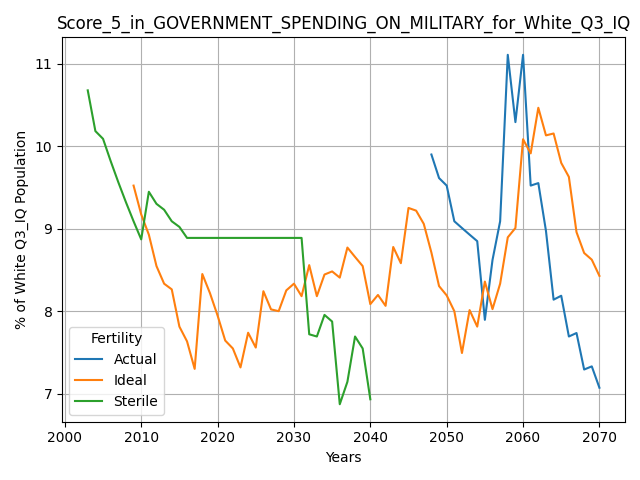 Score_5_in_GOVERNMENT_SPENDING_ON_MILITARY_for_White_Q3_IQ
% of White Q3_IQ Population
11
10
9
8
7
Fertility
Actual
Ideal
Sterile
2000 2010 2020 2030 2040 2050 2060 2070
Years